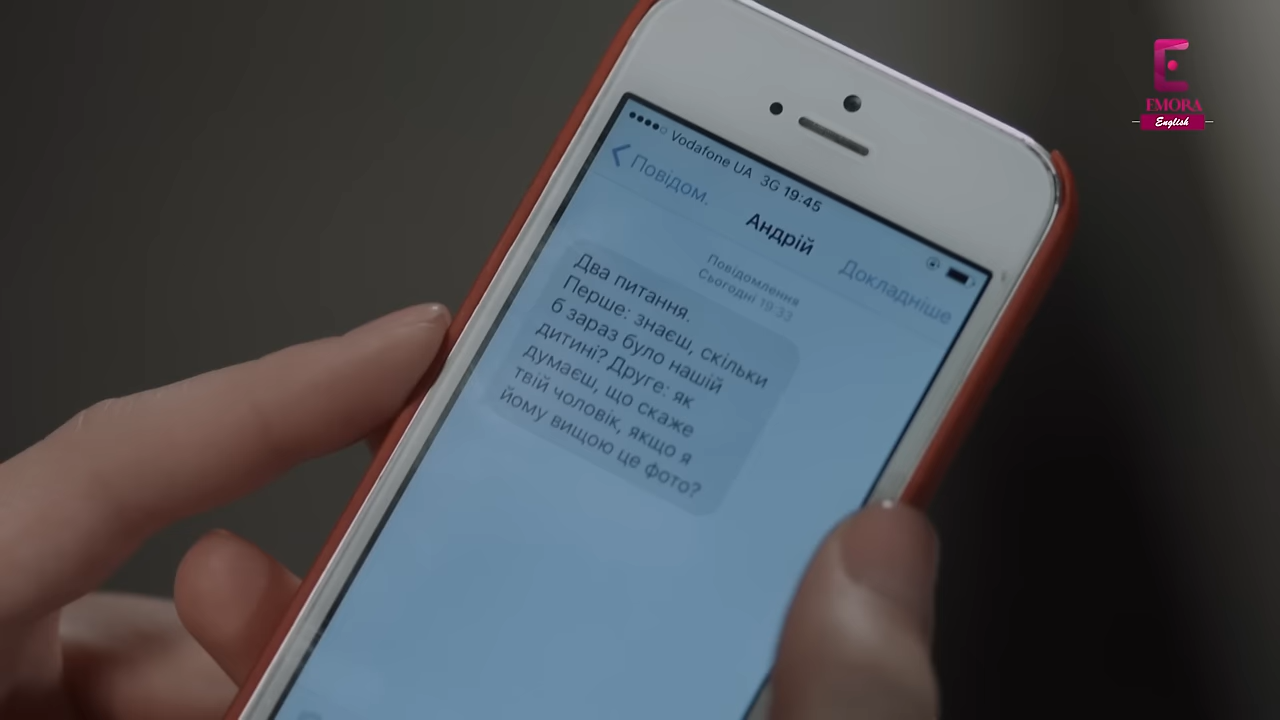 EMORA
English
Vodafone UA 3G 19:45
Повідом.
Андрій
Докладніше
Повідомлення
Сьогодні 19:33
Два питання.
Перше: знаєш, скільки
б зараз було нашій
дитині? Друге: як
думаєш, що скаже
твій чоловік, якщо я
йому вищою це фото?